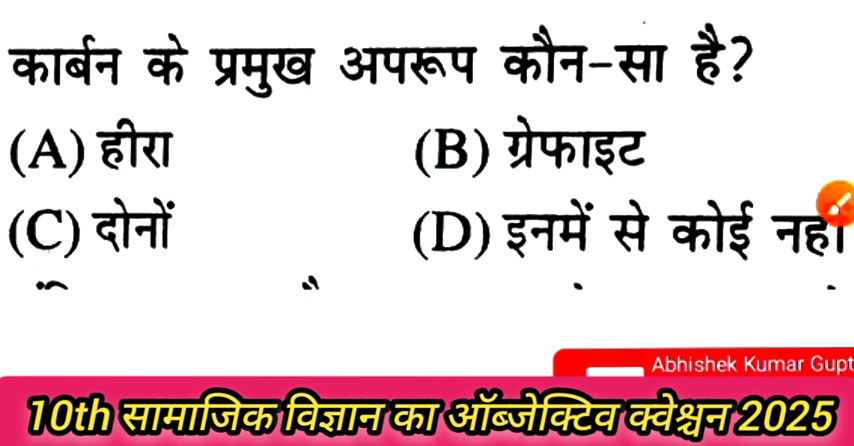 कार्बन के प्रमुख अपरूप कौन-सा है?
(A) हीरा (B) ग्रेफाइट
(C) दोनों (D) इनमें से कोई नहीं
Abhishek Kumar Gupt
10th सामाजिक विज्ञान का ऑब्जेक्टिव क्वेश्चन 2025